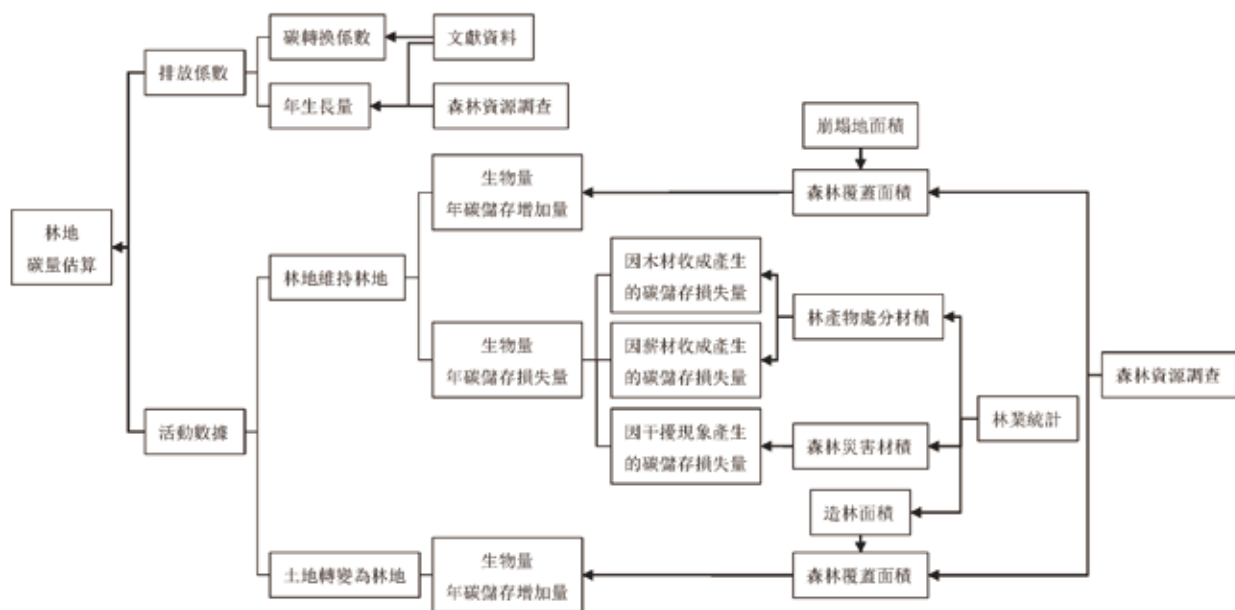 林地
碳量估算
排放係數
碳轉換係數
文獻資料
年生長量
森林資源調查
活動數據
林地維持林地
生物量
年碳儲存增加量
森林覆蓋面積
崩塌地面積
生物量
年碳儲存損失量
因木材收成產生
的碳儲存損失量
因薪材收成產生
的碳儲存損失量
林產物處分材積
因干擾現象產生
的碳儲存損失量
森林災害材積
林業統計
森林資源調查
造林面積
土地轉變為林地
生物量
年碳儲存增加量
森林覆蓋面積